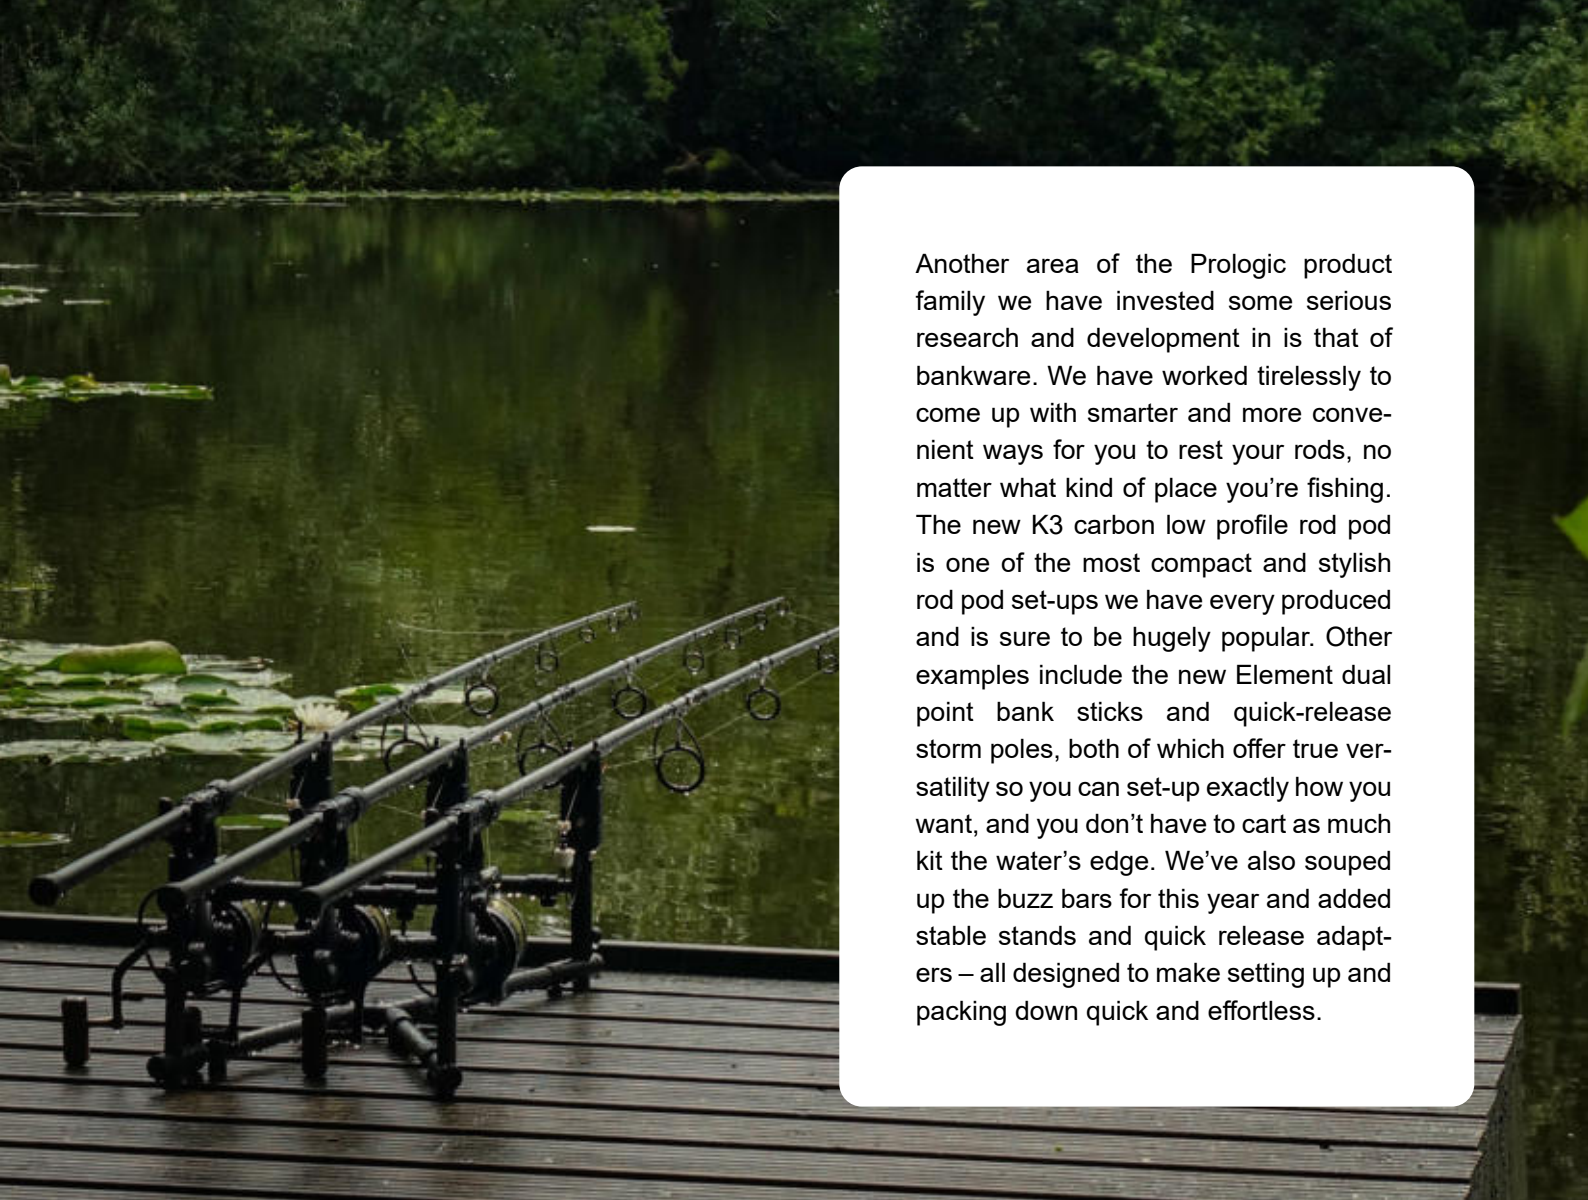 Another area of the Prologic product
family we have invested some serious
research and development in is that of
bankware. We have worked tirelessly to
come up with smarter and more conve-
nient ways for you to rest your rods, no
matter what kind of place you’re fishing.
The new K3 carbon low profile rod pod
is one of the most compact and stylish
rod pod set-ups we have every produced
and is sure to be hugely popular. Other
examples include the new Element dual
point bank sticks and quick-release
storm poles, both of which offer true ver-
satility so you can set-up exactly how you
want, and you don’t have to cart as much
kit the water’s edge. We’ve also souped
up the buzz bars for this year and added
stable stands and quick release adapt-
ers – all designed to make setting up and
packing down quick and effortless.